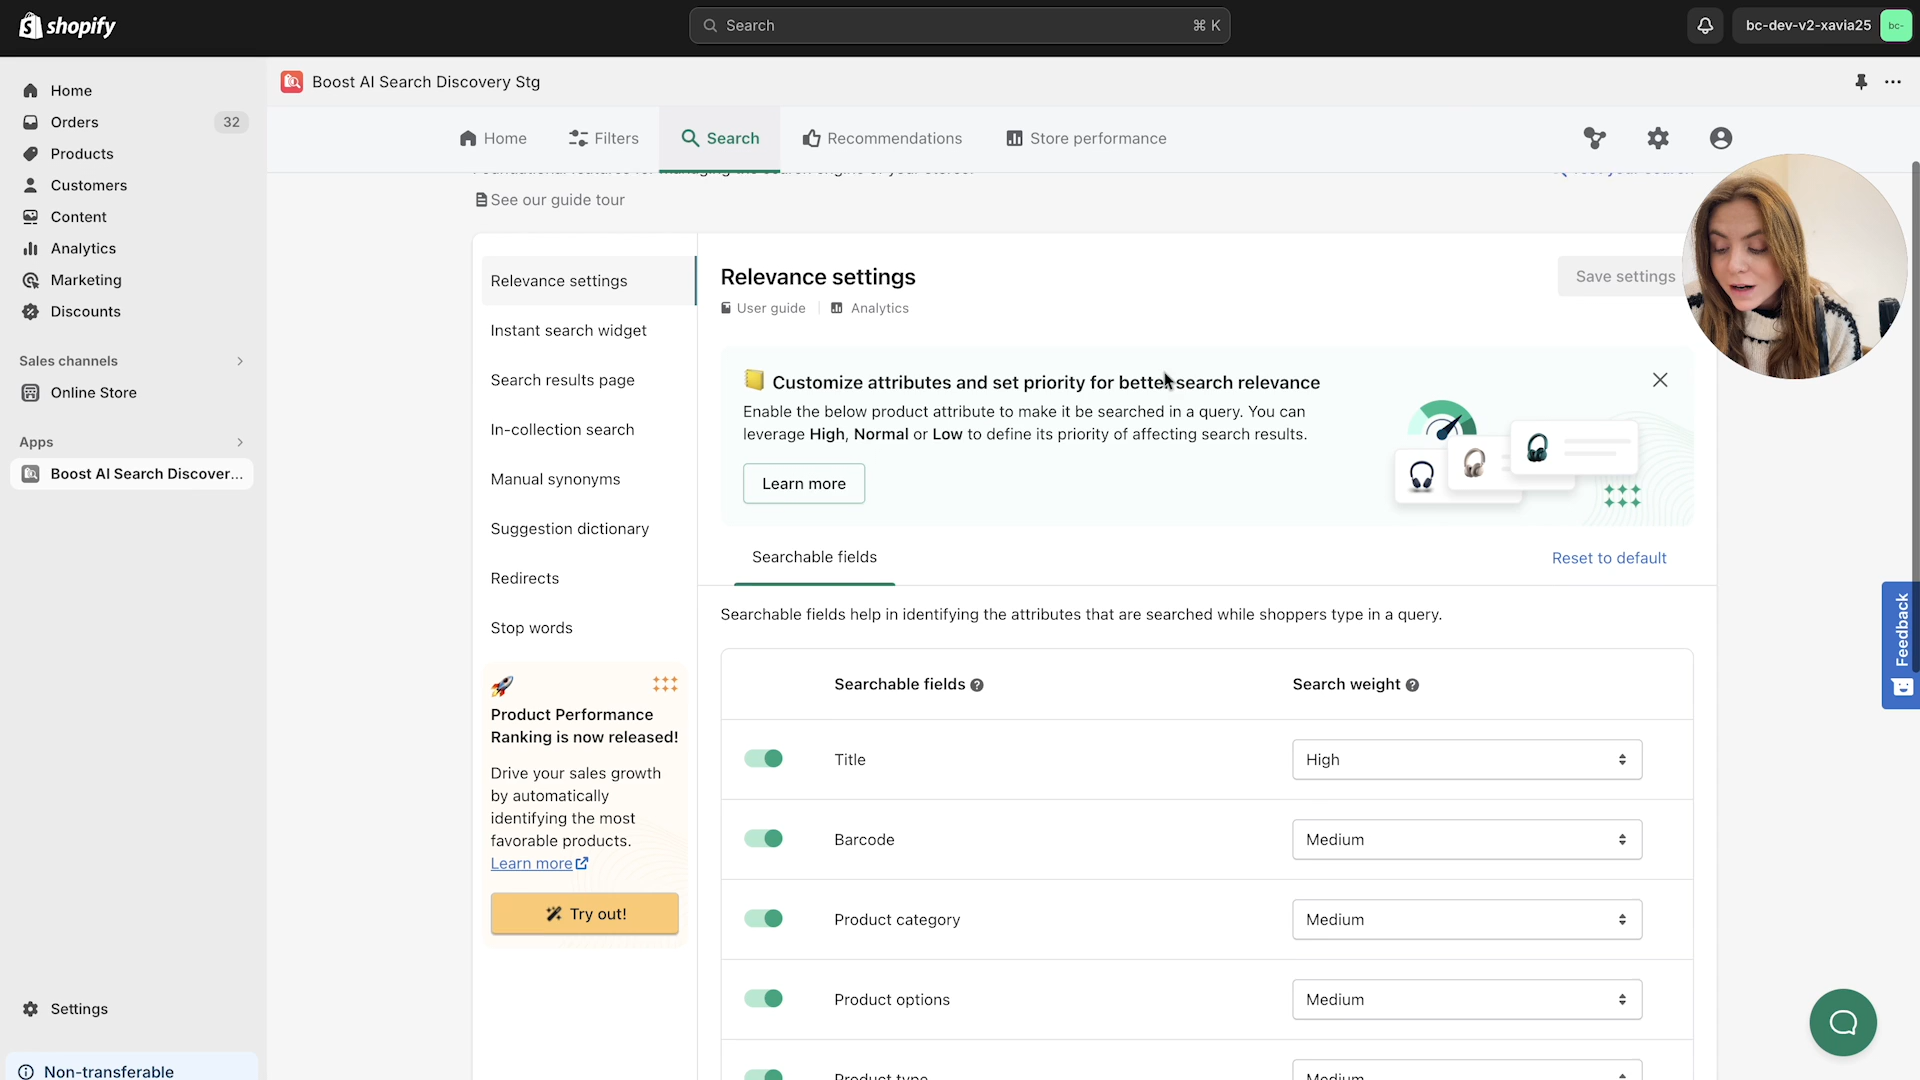 shopify
Search
⌘ K
bc-dev-v2-xavia25
bc-
Home
Orders
32
Products
Customers
Content
Analytics
Marketing
Discounts
Sales channels
Online Store
Apps
Boost AI Search Discover...
Settings
Non-transferable
Boost AI Search Discovery Stg
Home
Filters
Search
Recommendations
Store performance
See our guide tour
Relevance settings
Instant search widget
Search results page
In-collection search
Manual synonyms
Suggestion dictionary
Redirects
Stop words
Product Performance
Ranking is now released!
Drive your sales growth
by automatically
identifying the most
favorable products.
Learn more
Try out!
Relevance settings
Save settings
User guide
Analytics
Customize attributes and set priority for better search relevance
Enable the below product attribute to make it be searched in a query. You can
leverage High, Normal or Low to define its priority of affecting search results.
Learn more
Searchable fields
Reset to default
Searchable fields help in identifying the attributes that are searched while shoppers type in a query.
Searchable fields
Search weight
Title
High
Barcode
Medium
Product category
Medium
Product options
Medium
Product type
Medium
Feedback